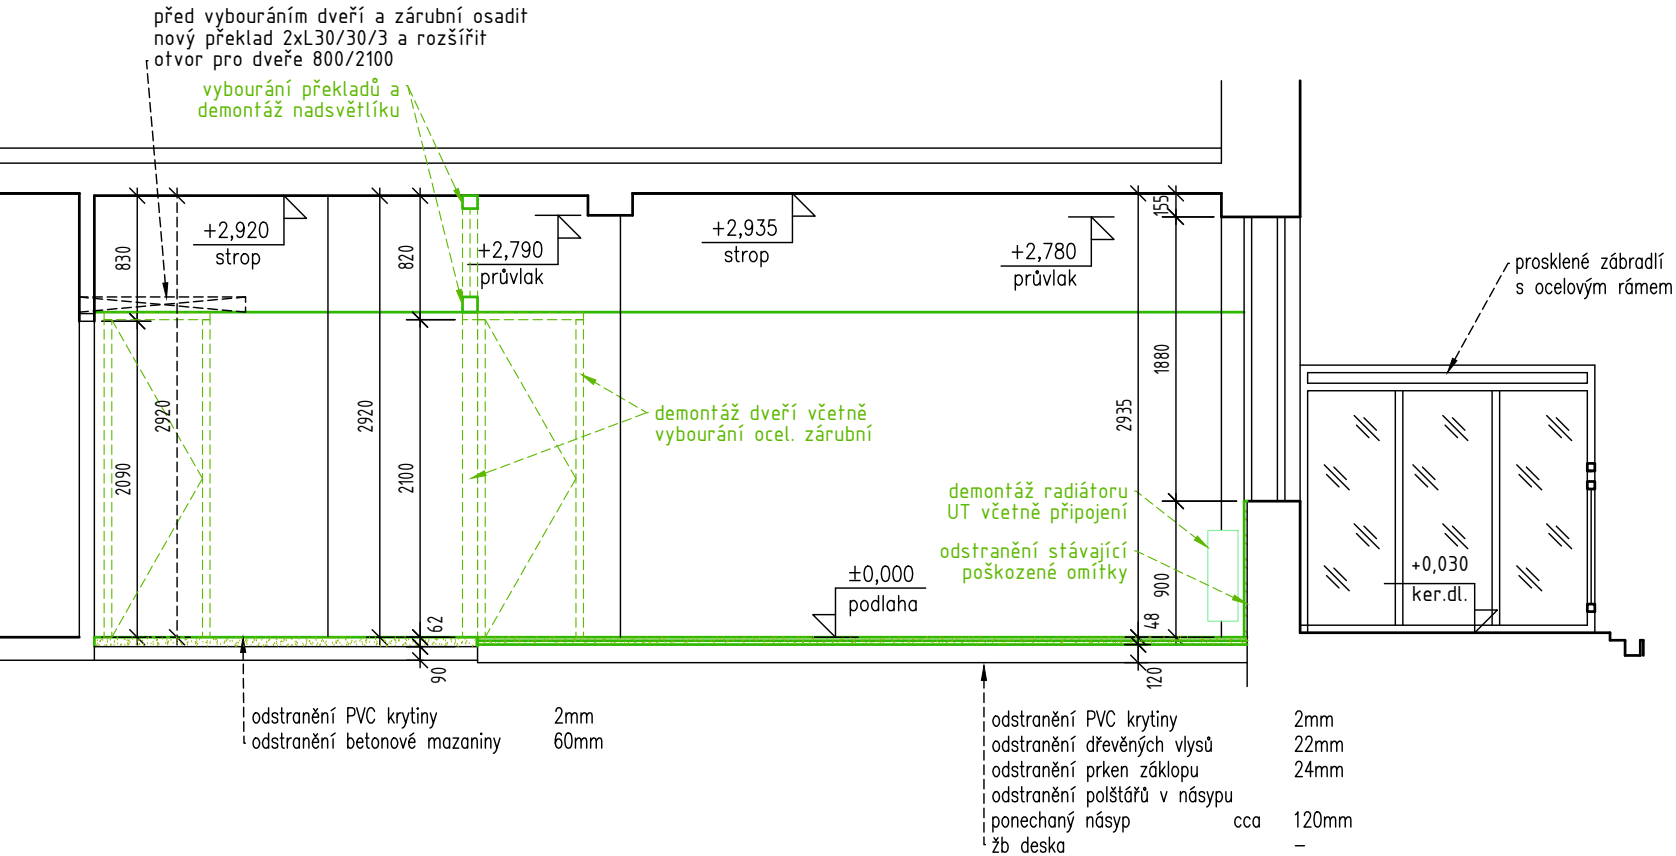 před vybouráním dveří a zárubní osadit
nový překlad 2xL30/30/3 a rozšířit
otvor pro dveře 800/2100
vybourání překladů a
demontáž nadsvětlíku
+2,920
strop
+2,790
průvlak
+2,935
strop
+2,780
průvlak
155
830
820
prosklené zábradlí
s ocelovým rámem
1880
2920
2920
2935
demontáž dveří včetně
vybourání ocel. zárubní
2090
2100
demontáž radiátoru
UT včetně připojení
odstranění stávající
poškozené omítky
±0,000
podlaha
900
+0,030
ker.dl.
62
48
90
120
odstranění PVC krytiny 2mm
odstranění betonové mazaniny 60mm
odstranění PVC krytiny 2mm
odstranění dřevěných vlysů 22mm
odstranění prken záklopu 24mm
odstranění polštářů v násypu
ponechaný násyp cca 120mm
žb deska –